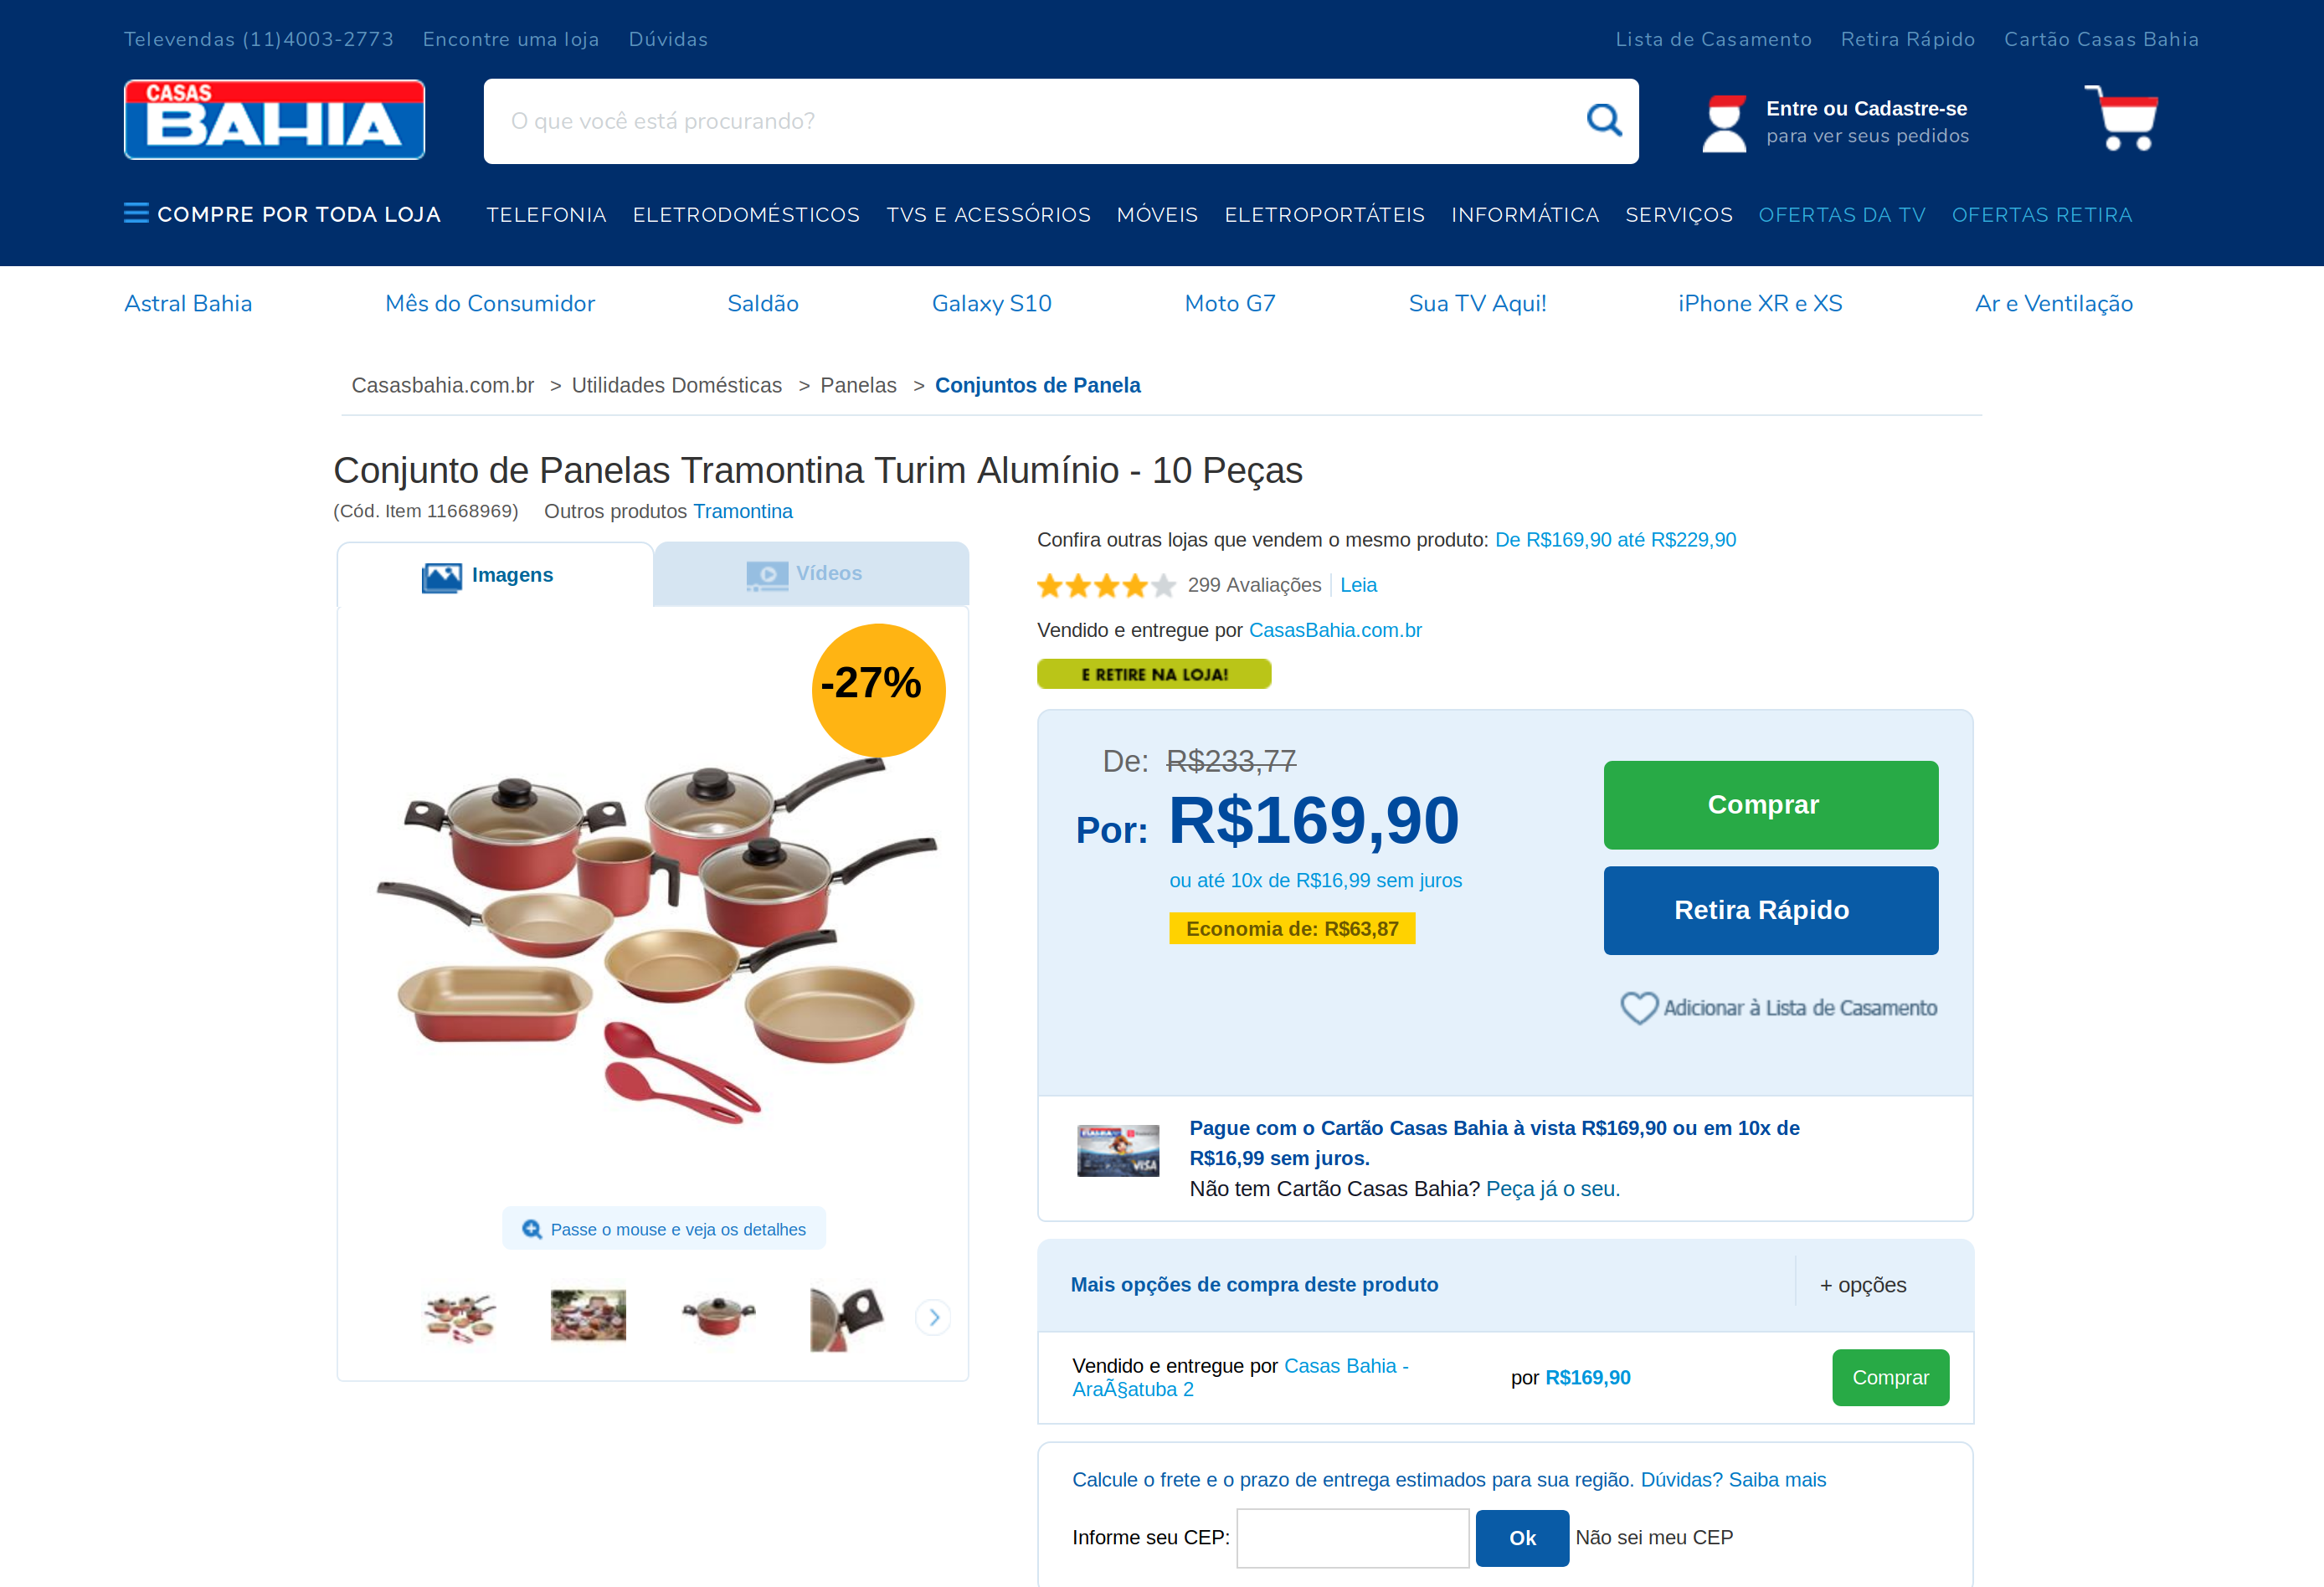 Televendas (11)4003-2773 Encontre uma loja Dúvidas Lista de Casamento Retira Rápido Cartão Casas Bahia
CASAS
BAHIA
O que você está procurando?
Entre ou Cadastre-se
para ver seus pedidos
COMPRE POR TODA LOJA TELEFONIA ELETRODOMÉSTICOS TVS E ACESSÓRIOS MÓVEIS ELETROPORTÁTEIS INFORMÁTICA SERVIÇOS OFERTAS DA TV OFERTAS RETIRA
Astral Bahia Mês do Consumidor Saldão Galaxy S10 Moto G7 Sua TV Aqui! iPhone XR e XS Ar e Ventilação
Casasbahia.com.br > Utilidades Domésticas > Panelas > Conjuntos de Panela
Conjunto de Panelas Tramontina Turim Alumínio - 10 Peças
(Cód. Item 11668969) Outros produtos Tramontina
Imagens Vídeos
-27%
Passe o mouse e veja os detalhes
Confira outras lojas que vendem o mesmo produto: De R$169,90 até R$229,90
299 Avaliações Leia
Vendido e entregue por CasasBahia.com.br
E RETIRE NA LOJA!
De: R$233,77
Por: R$169,90
ou até 10x de R$16,99 sem juros
Economia de: R$63,87
Comprar
Retira Rápido
Adicionar à Lista de Casamento
BAHIA
VISA
Pague com o Cartão Casas Bahia à vista R$169,90 ou em 10x de
R$16,99 sem juros.
Não tem Cartão Casas Bahia? Peça já o seu.
Mais opções de compra deste produto + opções
Vendido e entregue por Casas Bahia -
AraÃ§atuba 2
por R$169,90
Comprar
Calcule o frete e o prazo de entrega estimados para sua região. Dúvidas? Saiba mais
Informe seu CEP: Ok Não sei meu CEP